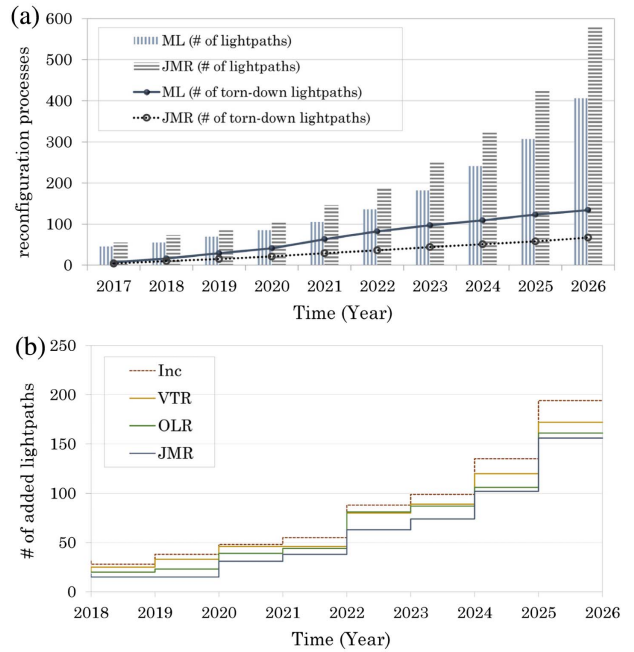 (a)
600
500
400
300
200
100
0
reconfiguration processes
ML (# of lightpaths)
JMR (# of lightpaths)
ML (# of torn-down lightpaths)
JMR (# of torn-down lightpaths)
2017 2018 2019 2020 2021 2022 2023 2024 2025 2026
Time (Year)
(b)
250
200
150
100
50
0
# of added lightpaths
Inc
VTR
OLR
JMR
2018 2019 2020 2021 2022 2023 2024 2025 2026
Time (Year)